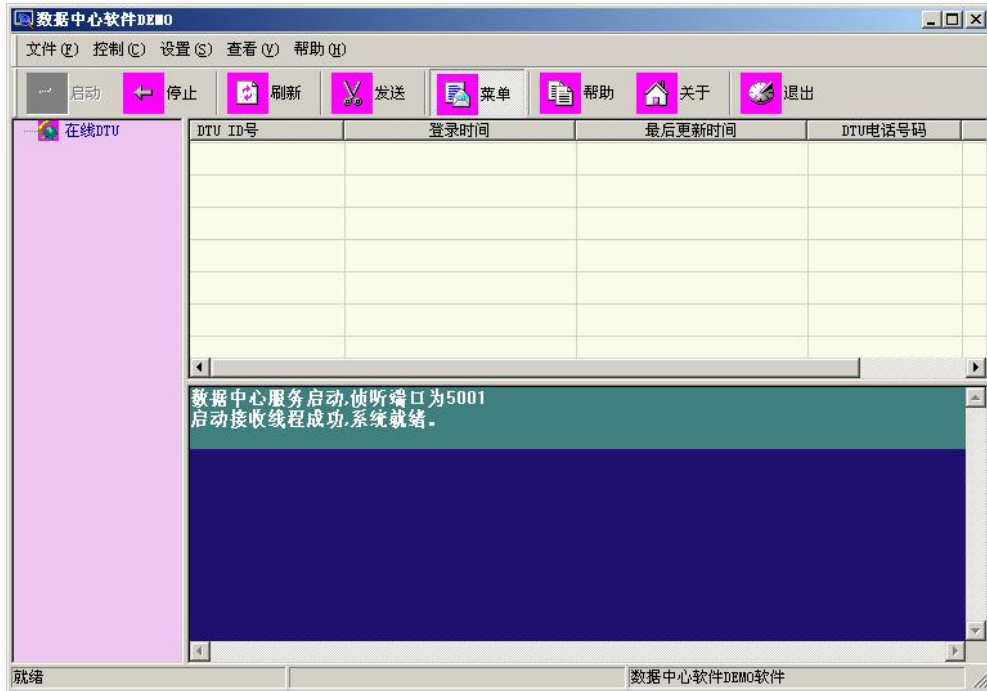 数据中心软件DEMO
文件(F) 控制(C) 设置(S) 查看(V) 帮助(H)
启动 停止 刷新 发送 菜单 帮助 关于 退出
在线DTU
DTU ID号 登录时间 最后更新时间 DTU电话号码
数据中心服务启动,侦听端口为5001
启动接收线程成功,系统就绪。
就绪 数据中心软件DEMO软件